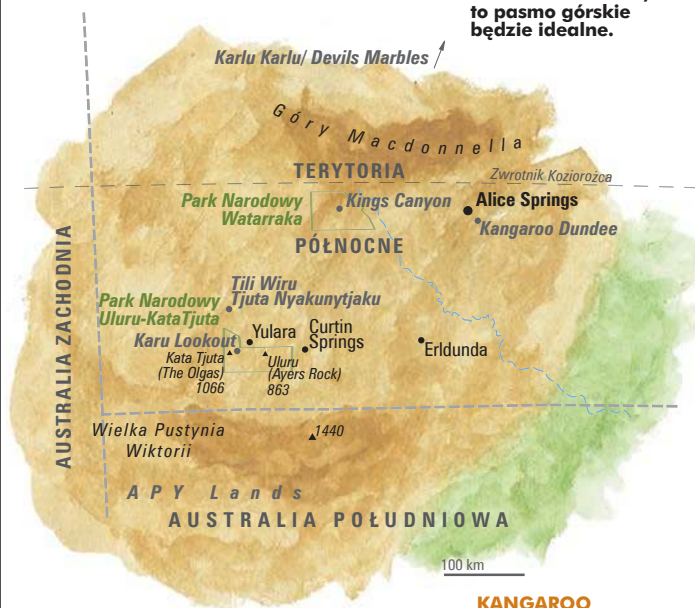 to pasmo górskie
będzie idealne.
Karlu Karlu/ Devils Marbles
Góry Macdonnella
TERYTORIA
Zwrotnik Koziorożca
Park Narodowy
Watarraka
Kings Canyon
Alice Springs
Kangaroo Dundee
PÓŁNOCNE
AUSTRALIA ZACHODNIA
Tili Wiru
Tjuta Nyakunytjaku
Park Narodowy
Uluru-KataTjuta
Karu Lookout
Yulara
Curtin
Springs
Erldunda
Kata Tjuta
(The Olgas)
1066
Uluru
(Ayers Rock)
863
Wielka Pustynia
Wiktorii
1440
APY Lands
AUSTRALIA POŁUDNIOWA
100 km
KANGAROO